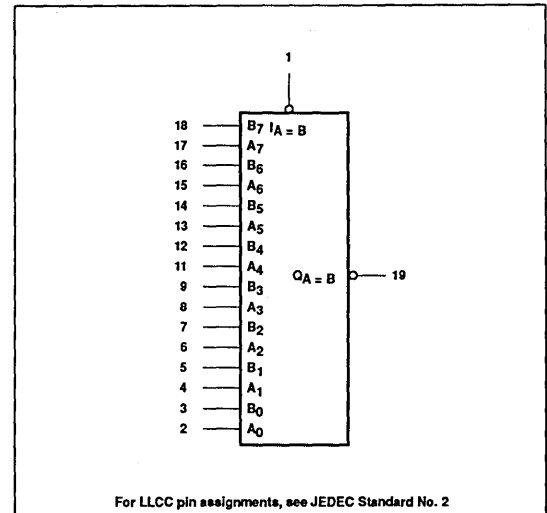 1
18 B7 IA = B
17 A7
16 B6
15 A6
14 B5
13 A5
12 B4
11 A4
QA = B 19
9 B3
8 A3
7 B2
6 A2
5 B1
4 A1
3 B0
2 A0
For LLCC pin assignments, see JEDEC Standard No. 2